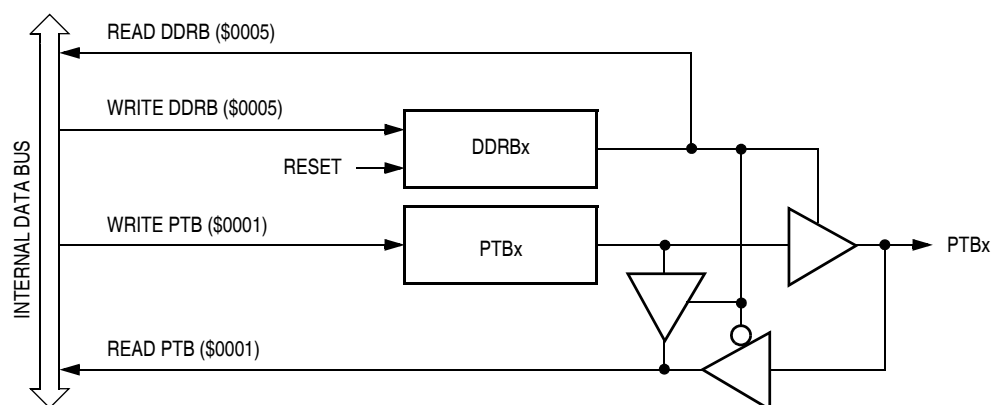 READ DDRB ($0005)
WRITE DDRB ($0005)
DDRBx
RESET
INTERNAL DATA BUS
WRITE PTB ($0001)
PTBx
PTBx
READ PTB ($0001)